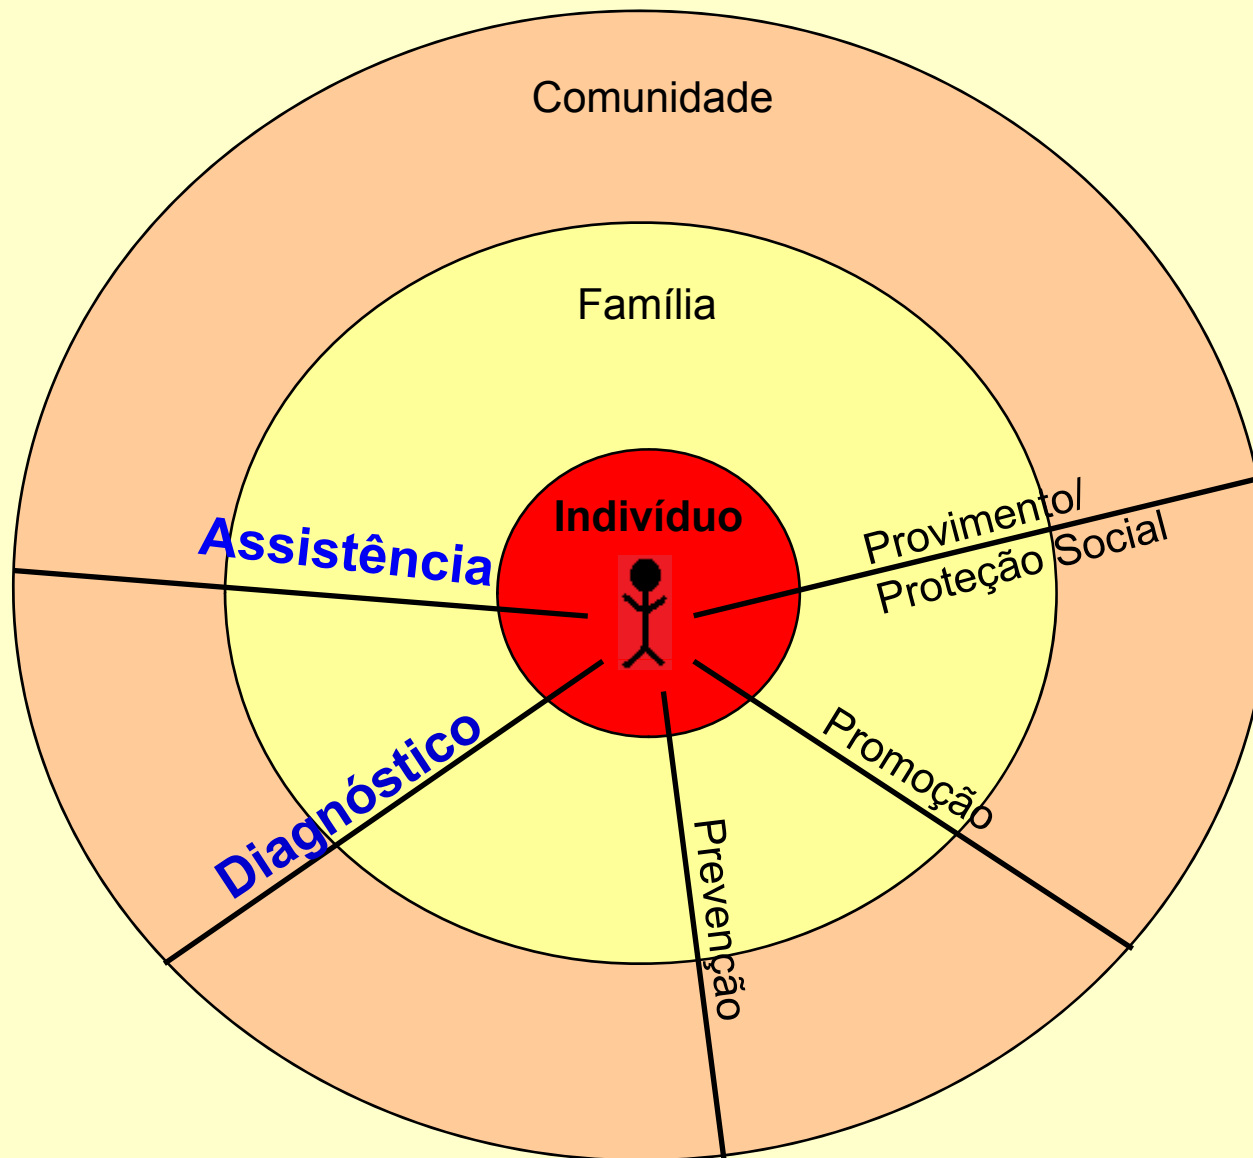 Comunidade
Família
Indivíduo
Assistência
Provimento/
Proteção Social
Diagnóstico
Promoção
Prevenção